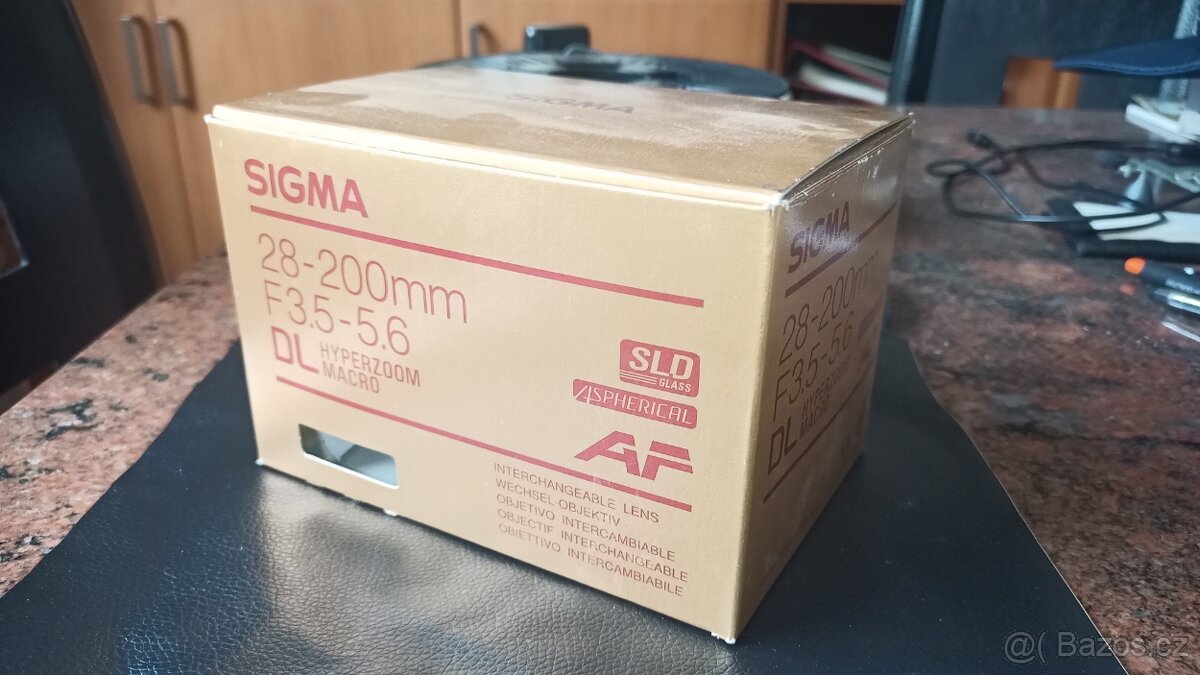 SIGMA
SIGMA
28-200mm
F3.5-5.6
DL HYPERZOOM
MACRO
SLD
GLASS
ASPHERICAL
AF
INTERCHANGEABLE LENS
WECHSEL-OBJEKTIV
OBJETIVO INTERCAMBIABLE
OBJECTIF INTERCHANGEABLE
OBIETTIVO INTERCAMBIABILE
SIGMA
28-200mm
F3.5-5.6
DL HYPERZOOM
MACRO
@( Bazos.cz